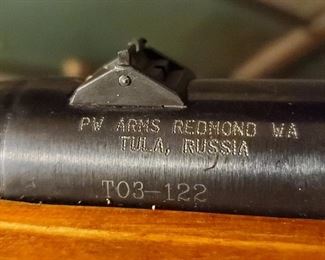 PW ARMS REDMOND WA
TULA, RUSSIA
TO3-122